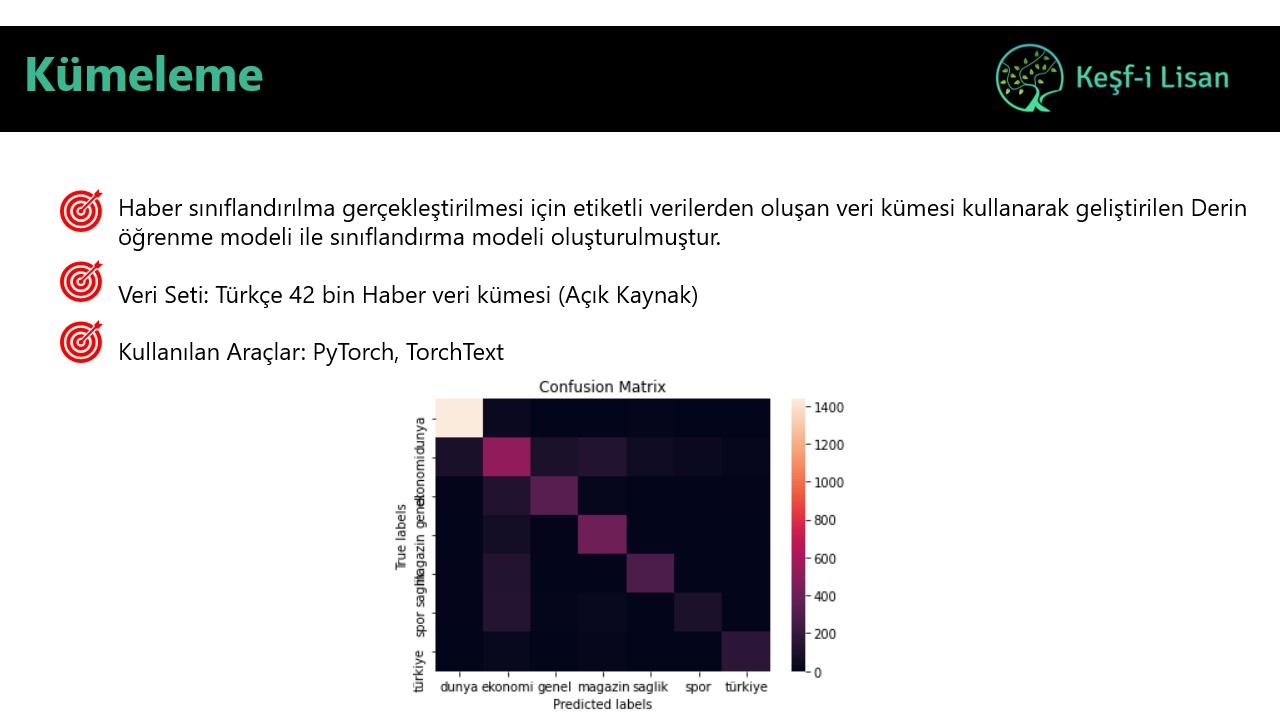 Kümeleme
Keşf-i Lisan
Haber sınıflandırılma gerçekleştirilmesi için etiketli verilerden oluşan veri kümesi kullanarak geliştirilen Derin
öğrenme modeli ile sınıflandırma modeli oluşturulmuştur.
Veri Seti: Türkçe 42 bin Haber veri kümesi (Açık Kaynak)
Kullanılan Araçlar: PyTorch, TorchText
Confusion Matrix
True labels
dunya
ekonomi
genel
magazin
saglik
spor
türkiye
1400
1200
1000
800
600
400
200
0
dunya ekonomi genel magazin saglik spor türkiye
Predicted labels